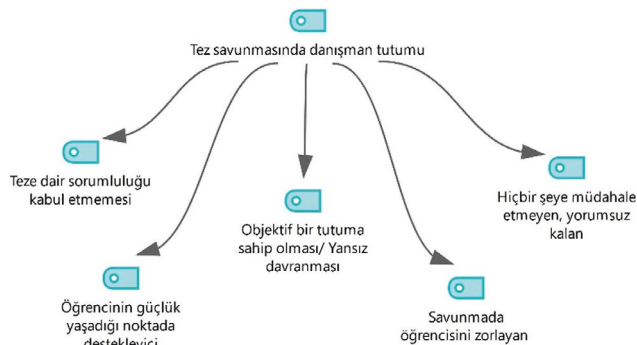 Tez savunmasında danışman tutumu
Teze dair sorumluluğu
kabul etmemesi
Öğrencinin güçlük
yaşadığı noktada
destekleyici
Objektif bir tutuma
sahip olması/ Yansız
davranması
Savunmada
öğrencisini zorlayan
Hiçbir şeye müdahale
etmeyen, yorumsuz
kalan